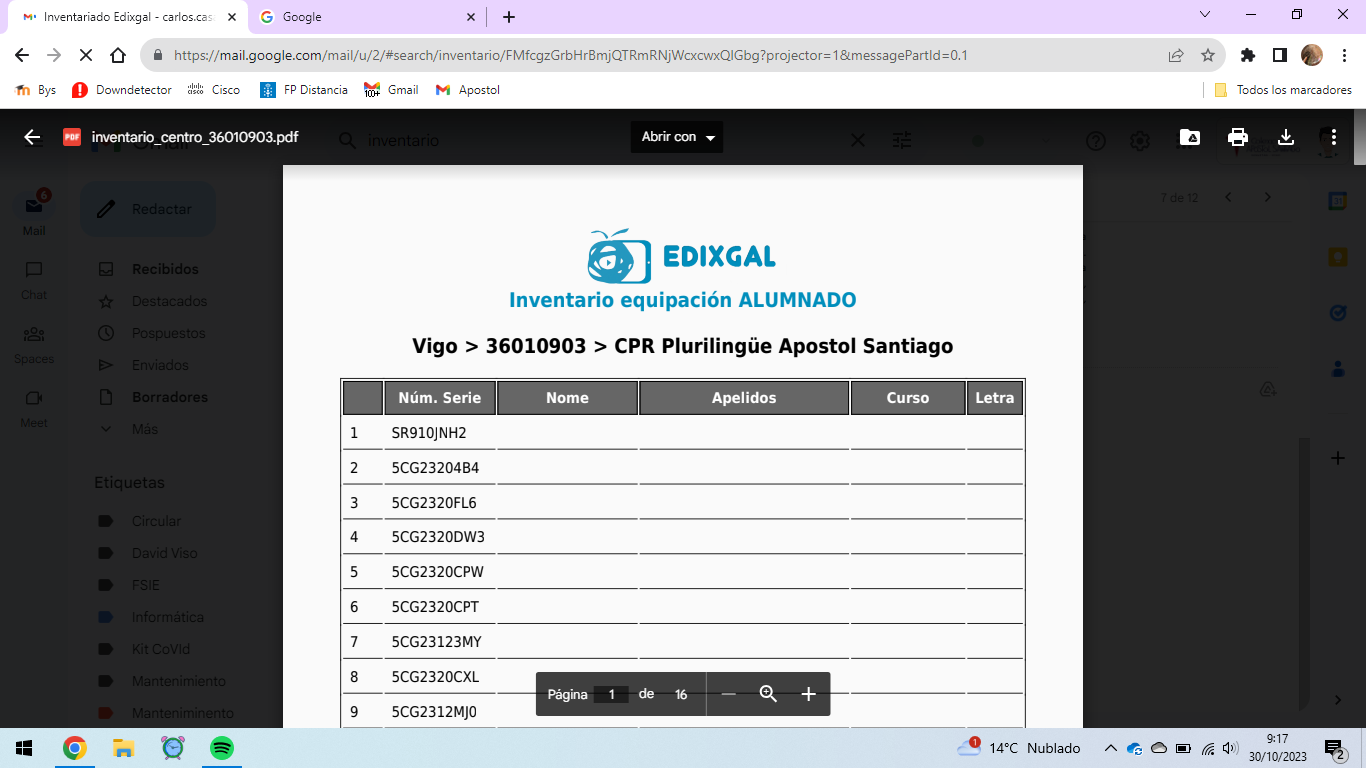 Inventariado Edixgal - carlos.cas
Google
https://mail.google.com/mail/u/2/#search/inventario/FMfcgzGrbHrBmjQTRmRNjWcxcwxQlGbg?projector=1&messagePartId=0.1
Bys
Downdetector
Cisco
FP Distancia
Gmail
Apostol
Todos los marcadores
PDF
inventario_centro_36010903.pdf
inventario
Abrir con
6
Redactar
7 de 12
Mail
Chat
Spaces
Meet
Recibidos
Destacados
Pospuestos
Enviados
Borradores
Más
Etiquetas
Circular
David Viso
FSIE
Informática
Kit CoVId
Mantenimiento
Manteniminento
EDIXGAL
Inventario equipación ALUMNADO
Vigo > 36010903 > CPR Plurilingüe Apostol Santiago
Núm. Serie Nome Apelidos Curso Letra
1 SR910JNH2
2 5CG23204B4
3 5CG2320FL6
4 5CG2320DW3
5 5CG2320CPW
6 5CG2320CPT
7 5CG23123MY
8 5CG2320CXL
9 5CG2312MJ0
Página 1 de 16
1
14°C Nublado
9:17
30/10/2023
2